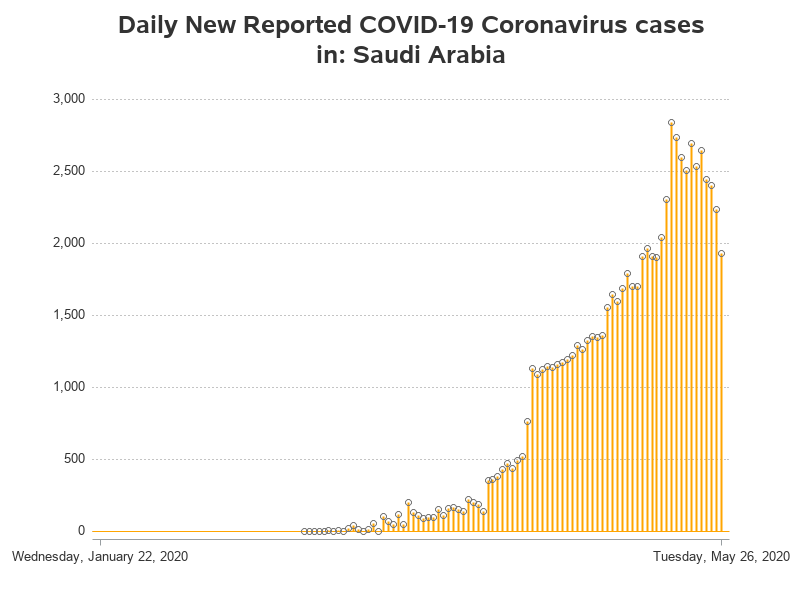 Daily New Reported COVID-19 Coronavirus cases
in: Saudi Arabia
3,000
2,500
2,000
1,500
1,000
500
0
Wednesday, January 22, 2020
Tuesday, May 26, 2020